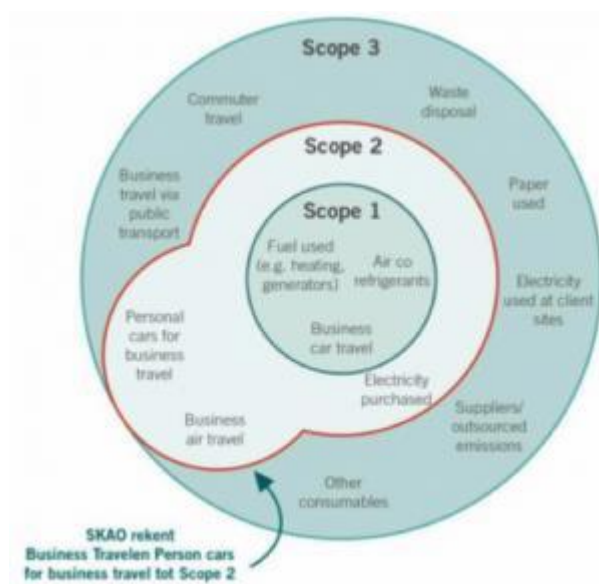 Scope 3
Commuter
travel
Waste
disposal
Scope 2
Business
travel via
public
transport
Paper
used
Scope 1
Fuel used
(e.g. heating,
generators)
Air co
refrigerants
Business
car travel
Electricity
used at client
sites
Personal
cars for
business
travel
Electricity
purchased
Business
air travel
Suppliers/
outsourced
emissions
Other
consumables
SKAO rekent
Business Travelen Person cars
for business travel tot Scope 2